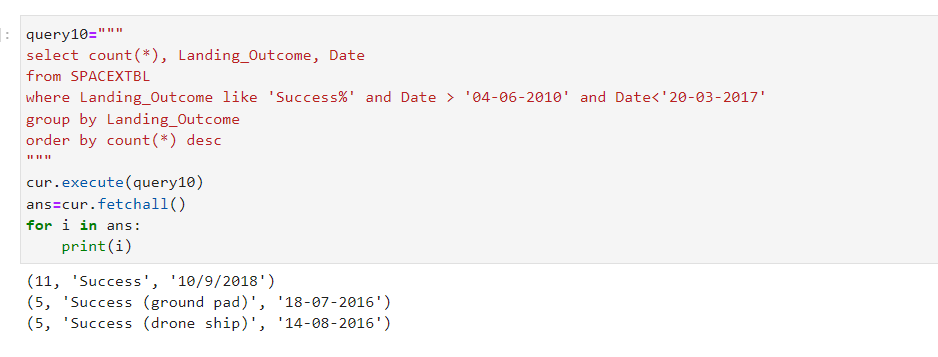 ]:
query10="""
select count(*), Landing_Outcome, Date
from SPACEXTBL
where Landing_Outcome like 'Success%' and Date > '04-06-2010' and Date<'20-03-2017'
group by Landing_Outcome
order by count(*) desc
"""
cur.execute(query10)
ans=cur.fetchall()
for i in ans:
    print(i)
(11, 'Success', '10/9/2018')
(5, 'Success (ground pad)', '18-07-2016')
(5, 'Success (drone ship)', '14-08-2016')